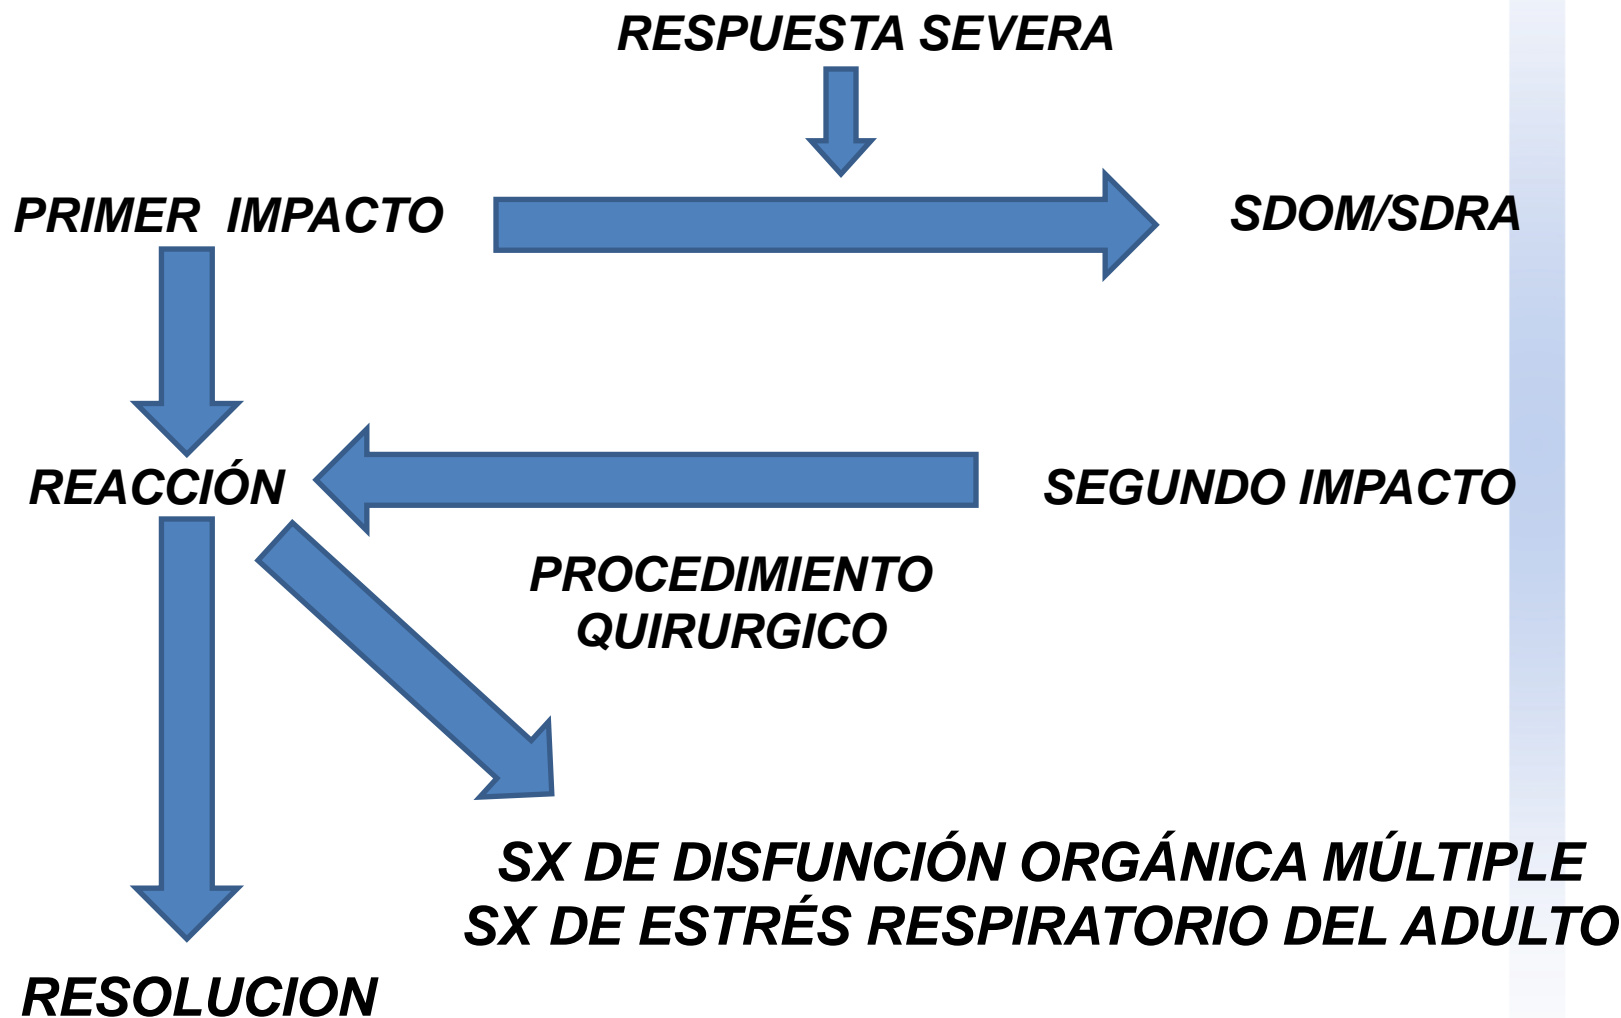 RESPUESTA SEVERA
PRIMER IMPACTO
SDOM/SDRA
REACCIÓN
SEGUNDO IMPACTO
PROCEDIMIENTO
QUIRURGICO
SX DE DISFUNCIÓN ORGÁNICA MÚLTIPLE
SX DE ESTRÉS RESPIRATORIO DEL ADULTO
RESOLUCION